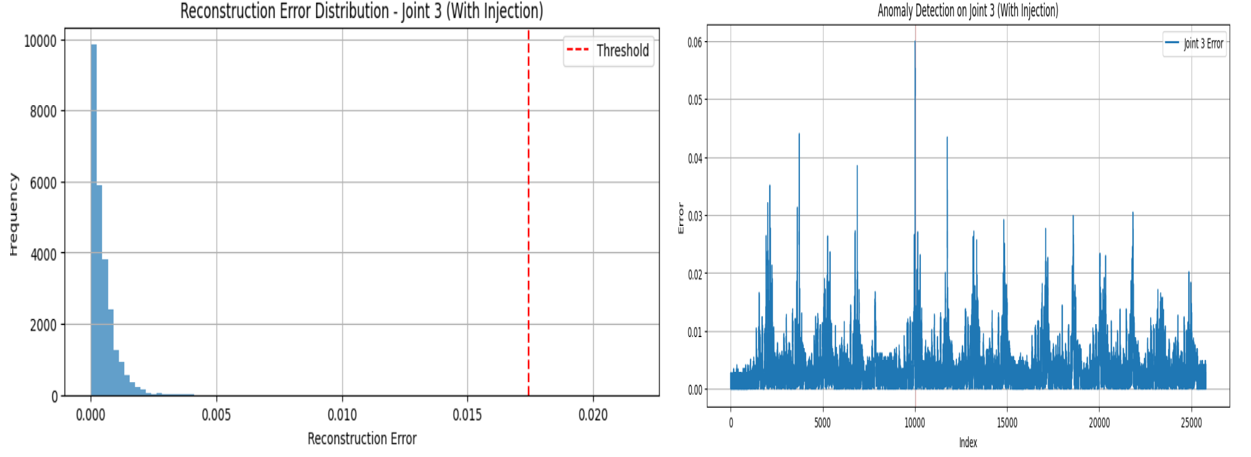 Reconstruction Error Distribution - Joint 3 (With Injection)
10000
8000
6000
4000
2000
0
Frequency
Threshold
0.000 0.005 0.010 0.015 0.020
Reconstruction Error
Anomaly Detection on Joint 3 (With Injection)
0.06
0.05
0.04
0.03
0.02
0.01
0.00
Error
Joint 3 Error
0 5000 10000 15000 20000 25000
Index